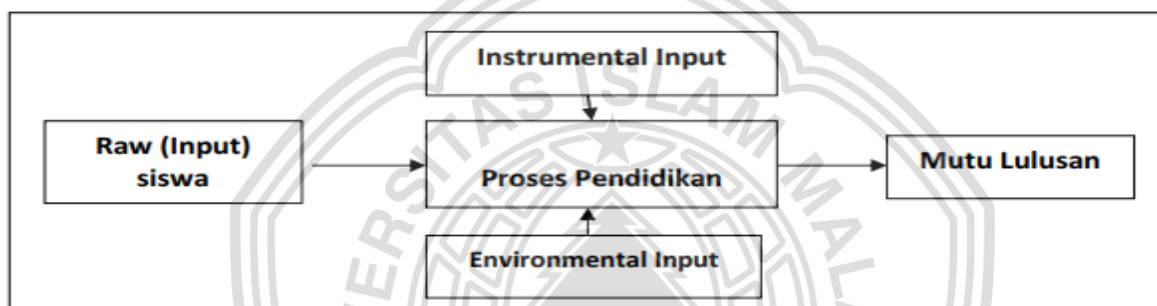 Instrumental Input
Raw (Input)
siswa
Proses Pendidikan
Mutu Lulusan
Environmental Input